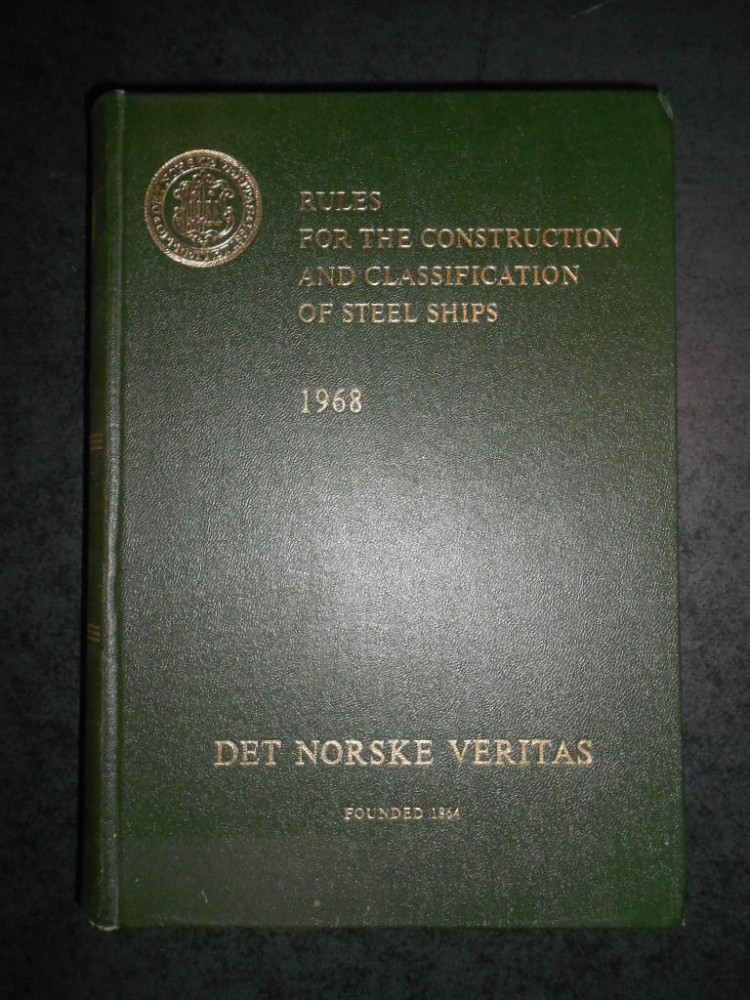 RULES
FOR THE CONSTRUCTION
AND CLASSIFICATION
OF STEEL SHIPS
1968
DET NORSKE VERITAS
FOUNDED 1864